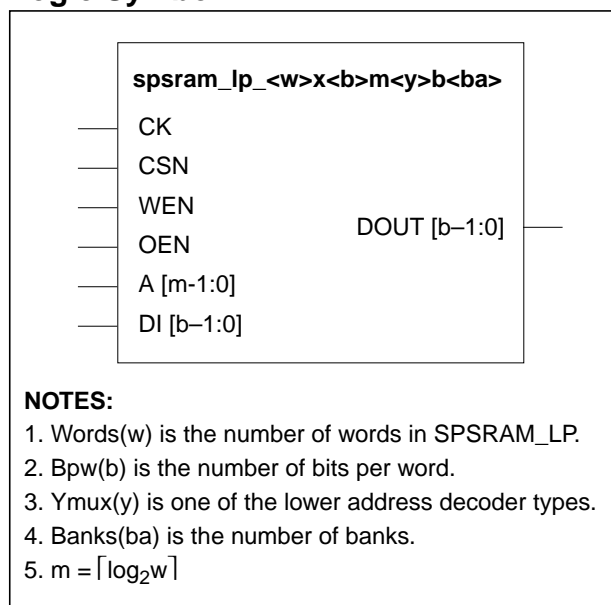 spsram_lp_<w>x<b>m<y>b<ba>
CK
CSN
WEN
OEN
A [m-1:0]
DI [b–1:0]
DOUT [b–1:0]
NOTES:
1. Words(w) is the number of words in SPSRAM_LP.
2. Bpw(b) is the number of bits per word.
3. Ymux(y) is one of the lower address decoder types.
4. Banks(ba) is the number of banks.
5. m = ⌈log₂w⌉